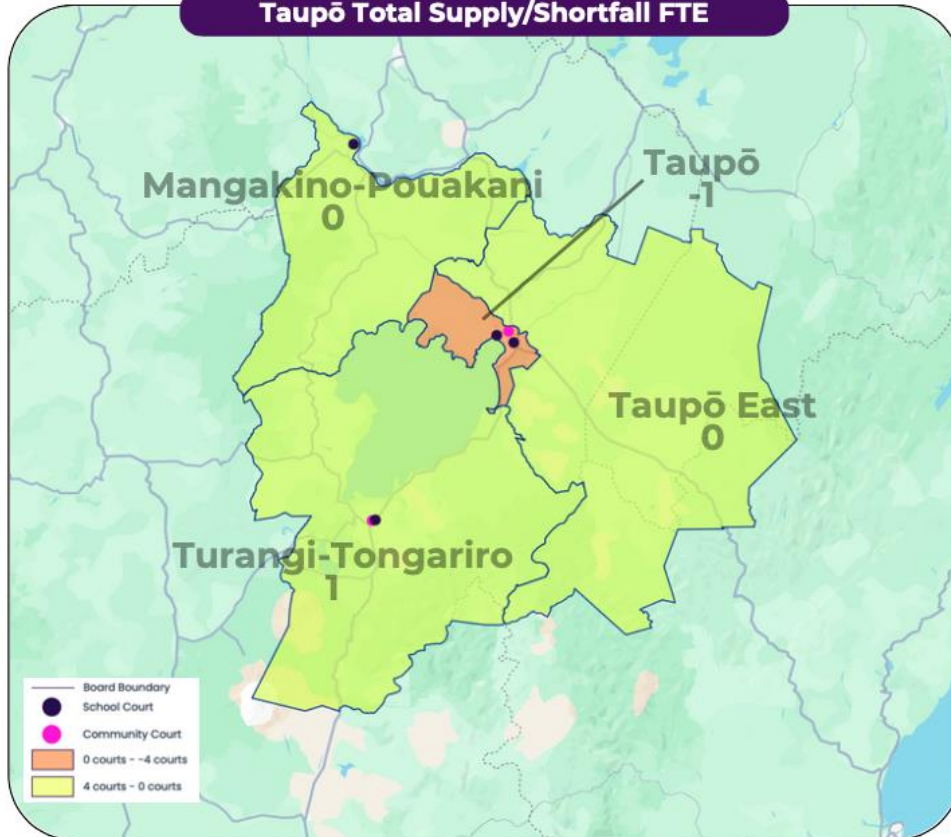 Taupō Total Supply/Shortfall FTE
Mangakino-Pouakani
0
Taupō
-1
Taupō East
0
Turangi-Tongariro
1
Board Boundary
School Court
Community Court
0 courts - -4 courts
4 courts - 0 courts